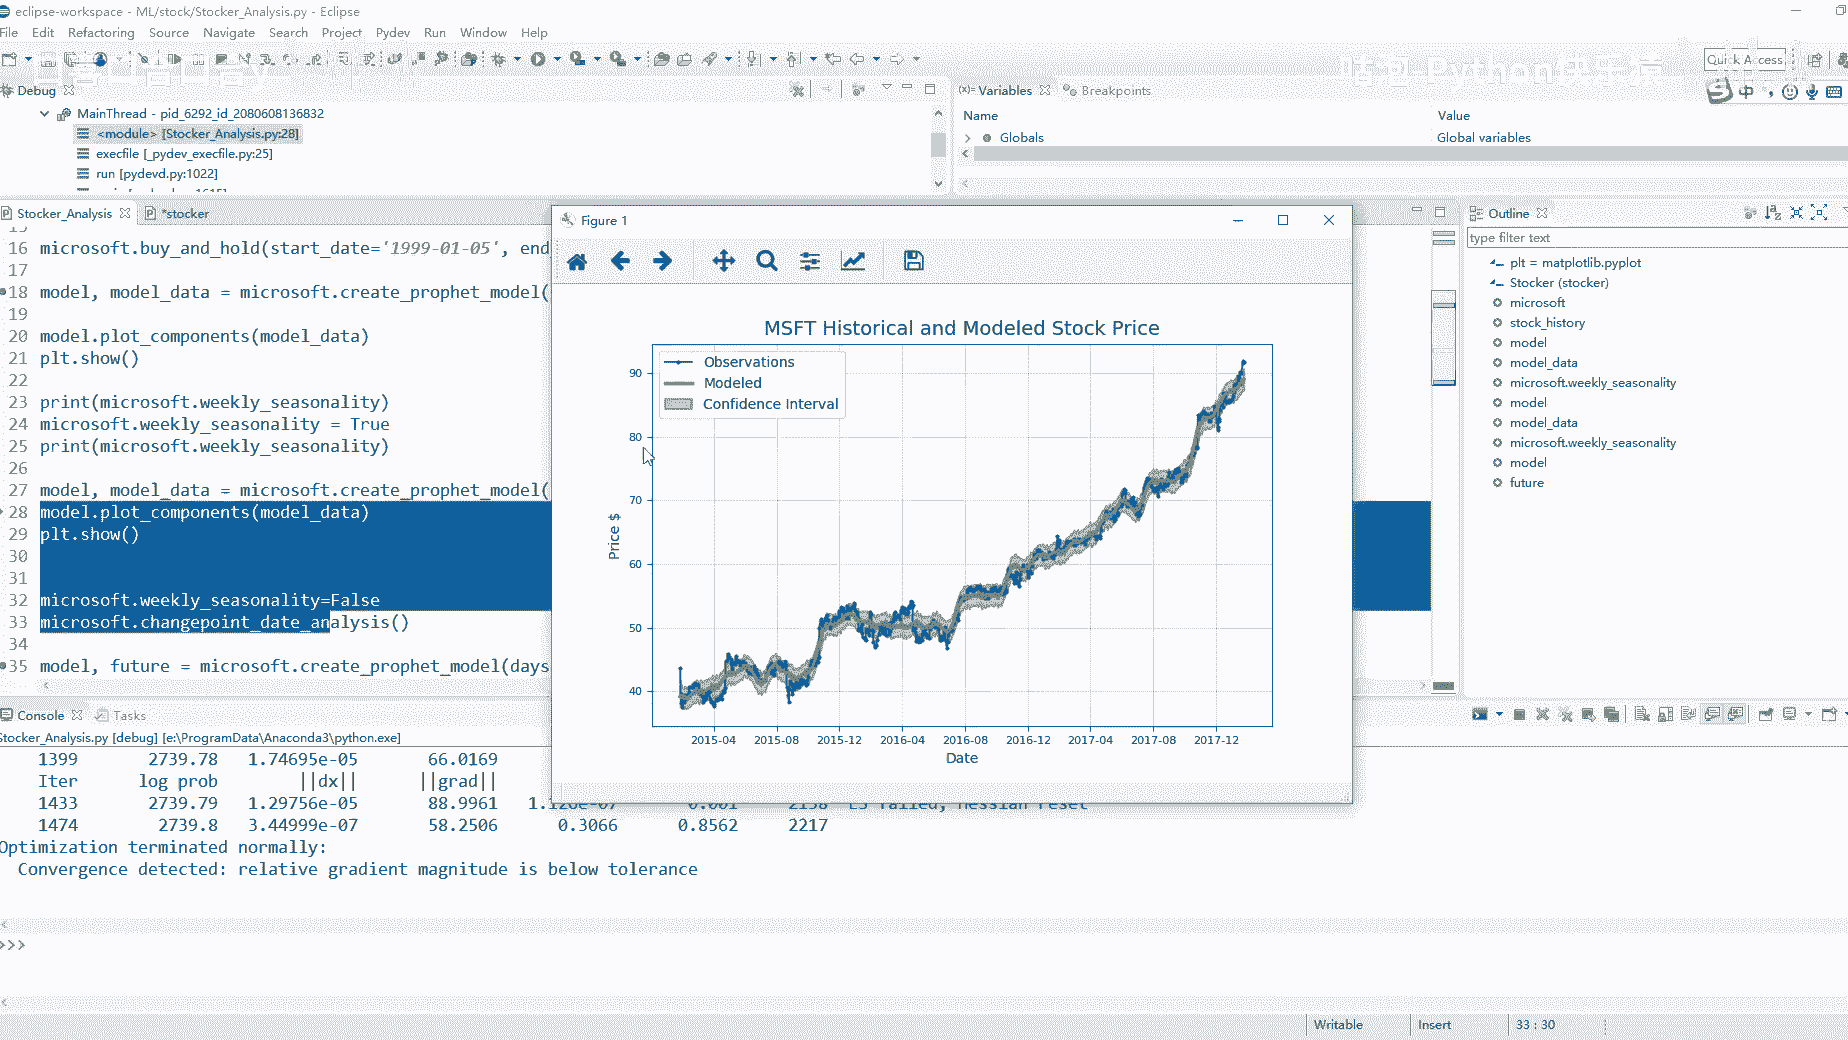 eclipse-workspace - ML/stock/Stocker_Analysis.py - Eclipse
File Edit Refactoring Source Navigate Search Project Pydev Run Window Help
Quick Access
Debug
MainThread - pid_6292_id_2080608136832
<module> [Stocker_Analysis.py:28]
execfile [_pydev_execfile.py:25]
run [pydevd.py:1022]
(x)= Variables Breakpoints
Name Value
Globals Global variables
中
Stocker_Analysis *stocker
16 microsoft.buy_and_hold(start_date='1999-01-05', end
17
18 model, model_data = microsoft.create_prophet_model(
19
20 model.plot_components(model_data)
21 plt.show()
22
23 print(microsoft.weekly_seasonality)
24 microsoft.weekly_seasonality = True
25 print(microsoft.weekly_seasonality)
26
27 model, model_data = microsoft.create_prophet_model(
28 model.plot_components(model_data)
29 plt.show()
30
31
32 microsoft.weekly_seasonality=False
33 microsoft.changepoint_date_analysis()
34
35 model, future = microsoft.create_prophet_model(days
Figure 1
MSFT Historical and Modeled Stock Price
Observations
Modeled
Confidence Interval
Price $
90
80
70
60
50
40
2015-04 2015-08 2015-12 2016-04 2016-08 2016-12 2017-04 2017-08 2017-12
Date
Outline
type filter text
plt = matplotlib.pyplot
Stocker (stocker)
microsoft
stock_history
model
model_data
microsoft.weekly_seasonality
model
model_data
microsoft.weekly_seasonality
model
future
Console Tasks
Stocker_Analysis.py [debug] [e:\ProgramData\Anaconda3\python.exe]
1399 2739.78 1.74695e-05 66.0169
Iter log prob ||dx|| ||grad||
1433 2739.79 1.29756e-05 88.9961 1.126e-07 0.001 2158 LS failed, Hessian reset
1474 2739.8 3.44999e-07 58.2506 0.3066 0.8562 2217
Optimization terminated normally:
Convergence detected: relative gradient magnitude is below tolerance
>>>
Writable Insert 33 : 30